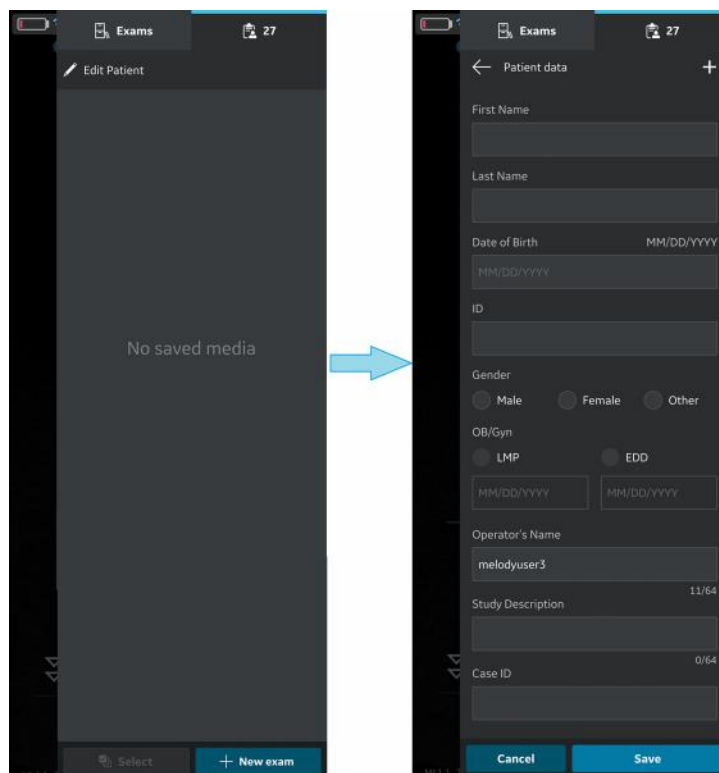 Exams 27
Edit Patient
No saved media
Select + New exam
Exams 27
Patient data +
First Name
Last Name
Date of Birth MM/DD/YYYY
MM/DD/YYYY
ID
Gender
Male Female Other
OB/Gyn
LMP EDD
MM/DD/YYYY MM/DD/YYYY
Operator's Name
melodyuser3
11/64
Study Description
0/64
Case ID
Cancel Save